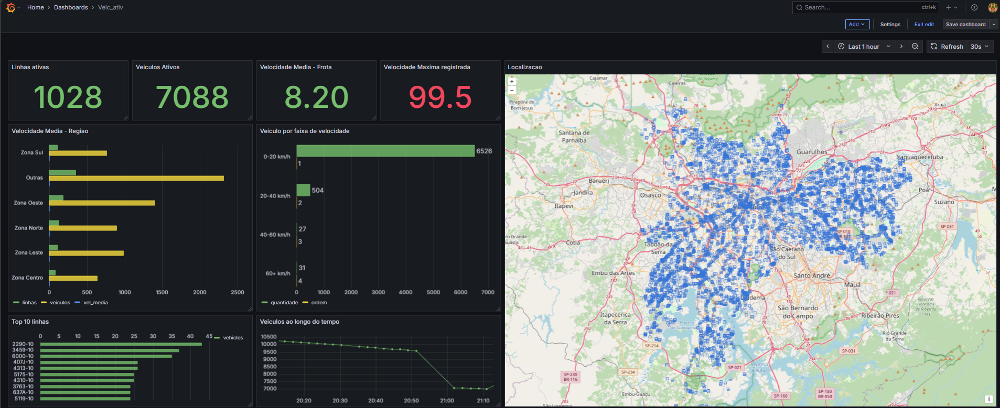 Home › Dashboards › Veic_ativ
Search... ctrl+k
Add Settings Exit edit Save dashboard
Last 1 hour Refresh 30s
Linhas ativas
1028
Veiculos Ativos
7088
Velocidade Media - Frota
8.20
Velocidade Maxima registrada
99.5
Velocidade Media - Regiao
Zona Sul
Outras
Zona Oeste
Zona Norte
Zona Leste
Zona Centro
0 500 1000 1500 2000 2500
linhas veiculos vel_media
Veiculo por faixa de velocidade
0-20 km/h
6526
1
20-40 km/h
504
2
40-60 km/h
27
3
60+ km/h
31
4
0 1000 2000 3000 4000 5000 6000 7000
quantidade ordem
Top 10 linhas
0 5 10 15 20 25 30 35 40 45
vehicles
2290-10
3459-10
6000-10
407J-10
4313-10
5175-10
4310-10
3763-10
637A-10
5119-10
Veiculos ao longo do tempo
10500
10000
9500
9000
8500
8000
7500
7000
20:20 20:30 20:40 20:50 21:00 21:10
Localizacao
+
−
Cajamar
Caieiras
Pirapora do
Bom Jesus
Arujá
Santana de
Parnaíba
Guarulhos
Itaquaquecetuba
Barueri
Jandira
Osasco
Itapevi
Poá
Suzano
SP-010
SP-031
Cotia
Taboão da
Serra
São Caetano
do Sul
Embu das Artes
Santo André
Mauá
Diadema
São Bernardo
do Campo
Itapecerica
da Serra
Ribeirão Pires
Reservas
Florestais
de Ribeirão
Pires
Rio Grande
da Serra
SP-214
SP-031
SP-021
SP-234
Represa
Billings
SP-230
BR-116
SP-160
SP-150
BR-050
Embu-Guaçu
São Lourenço
i